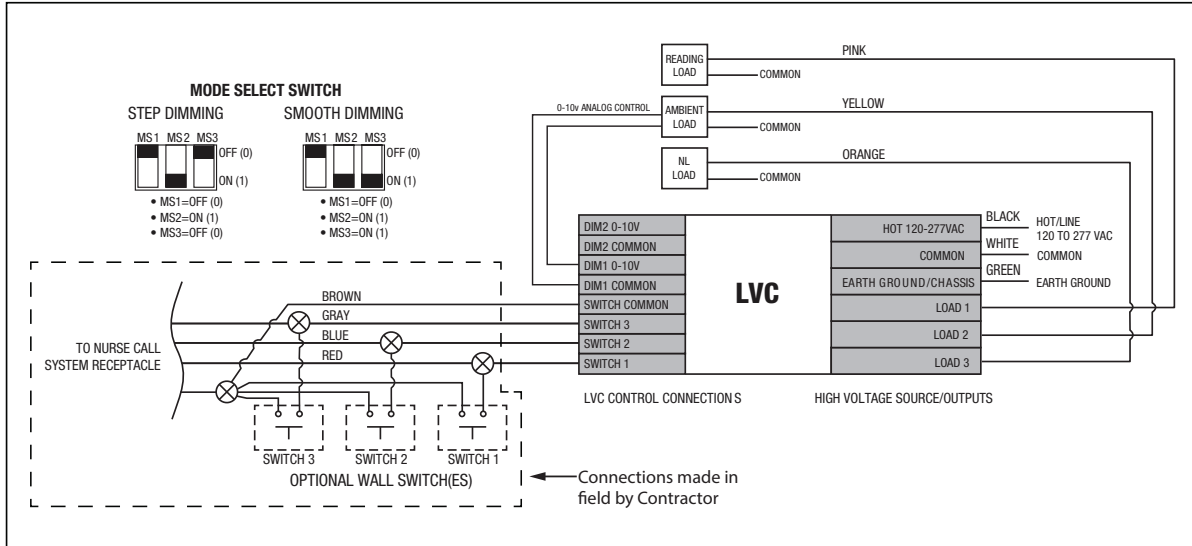 MODE SELECT SWITCH
STEP DIMMING
MS1 MS2 MS3
OFF (0)
ON (1)
• MS1=OFF (0)
• MS2=ON (1)
• MS3=OFF (0)
SMOOTH DIMMING
MS1 MS2 MS3
OFF (0)
ON (1)
• MS1=OFF (0)
• MS2=ON (1)
• MS3=ON (1)
READING
LOAD
PINK
COMMON
0-10v ANALOG CONTROL
AMBIENT
LOAD
YELLOW
COMMON
NL
LOAD
ORANGE
COMMON
DIM2 0-10V
DIM2 COMMON
DIM1 0-10V
DIM1 COMMON
SWITCH COMMON
SWITCH 3
SWITCH 2
SWITCH 1
LVC
HOT 120-277VAC
COMMON
EARTH GROUND/CHASSIS
LOAD 1
LOAD 2
LOAD 3
BLACK
HOT/LINE
120 TO 277 VAC
WHITE
COMMON
GREEN
EARTH GROUND
LVC CONTROL CONNECTIONS
HIGH VOLTAGE SOURCE/OUTPUTS
BROWN
GRAY
BLUE
RED
TO NURSE CALL
SYSTEM RECEPTACLE
SWITCH 3
SWITCH 2
SWITCH 1
OPTIONAL WALL SWITCH(ES)
Connections made in
field by Contractor